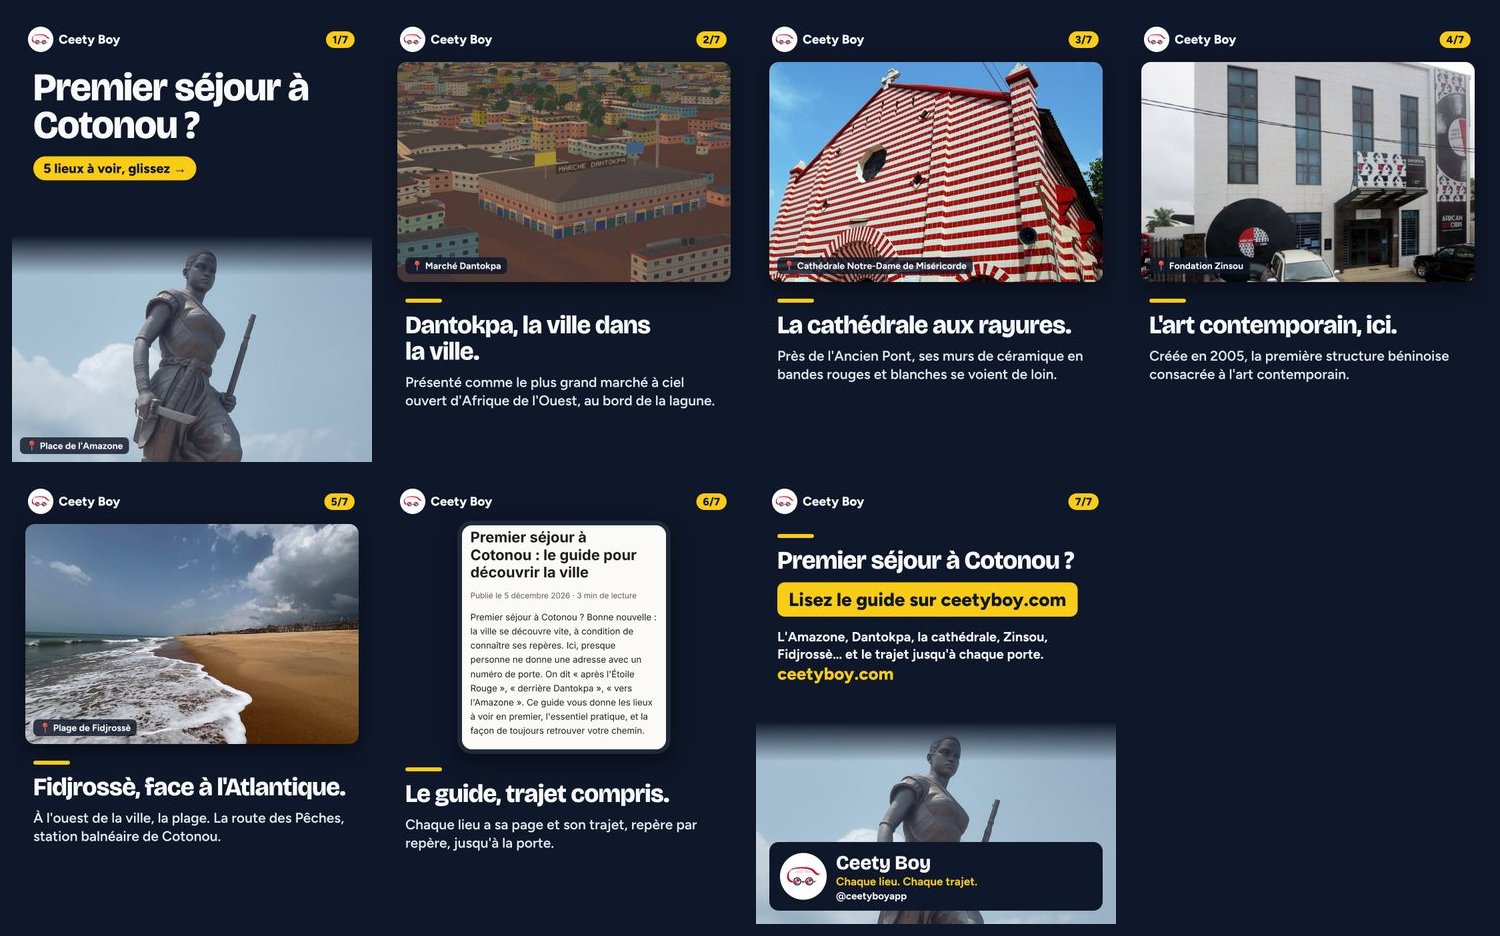 Ceety Boy
1/7
Premier séjour à
Cotonou ?
5 lieux à voir, glissez →
Place de l'Amazone
Ceety Boy
2/7
MARCHE DANTOKPA
Marché Dantokpa
Dantokpa, la ville dans
la ville.
Présenté comme le plus grand marché à ciel
ouvert d'Afrique de l'Ouest, au bord de la lagune.
Ceety Boy
3/7
Cathédrale Notre-Dame de Miséricorde
La cathédrale aux rayures.
Près de l'Ancien Pont, ses murs de céramique en
bandes rouges et blanches se voient de loin.
Ceety Boy
4/7
AFRICAN
RECORDS
Fondation Zinsou
L'art contemporain, ici.
Créée en 2005, la première structure béninoise
consacrée à l'art contemporain.
Ceety Boy
5/7
Plage de Fidjrossè
Fidjrossè, face à l'Atlantique.
À l'ouest de la ville, la plage. La route des Pêches,
station balnéaire de Cotonou.
Ceety Boy
6/7
Premier séjour à
Cotonou : le guide pour
découvrir la ville
Publié le 5 décembre 2026 · 3 min de lecture
Premier séjour à Cotonou ? Bonne nouvelle :
la ville se découvre vite, à condition de
connaître ses repères. Ici, presque
personne ne donne une adresse avec un
numéro de porte. On dit « après l'Étoile
Rouge », « derrière Dantokpa », « vers
l'Amazone ». Ce guide vous donne les lieux
à voir en premier, l'essentiel pratique, et la
façon de toujours retrouver votre chemin.
Le guide, trajet compris.
Chaque lieu a sa page et son trajet, repère par
repère, jusqu'à la porte.
Ceety Boy
7/7
Premier séjour à Cotonou ?
Lisez le guide sur ceetyboy.com
L'Amazone, Dantokpa, la cathédrale, Zinsou,
Fidjrossè... et le trajet jusqu'à chaque porte.
ceetyboy.com
Ceety Boy
Chaque lieu. Chaque trajet.
@ceetyboyapp